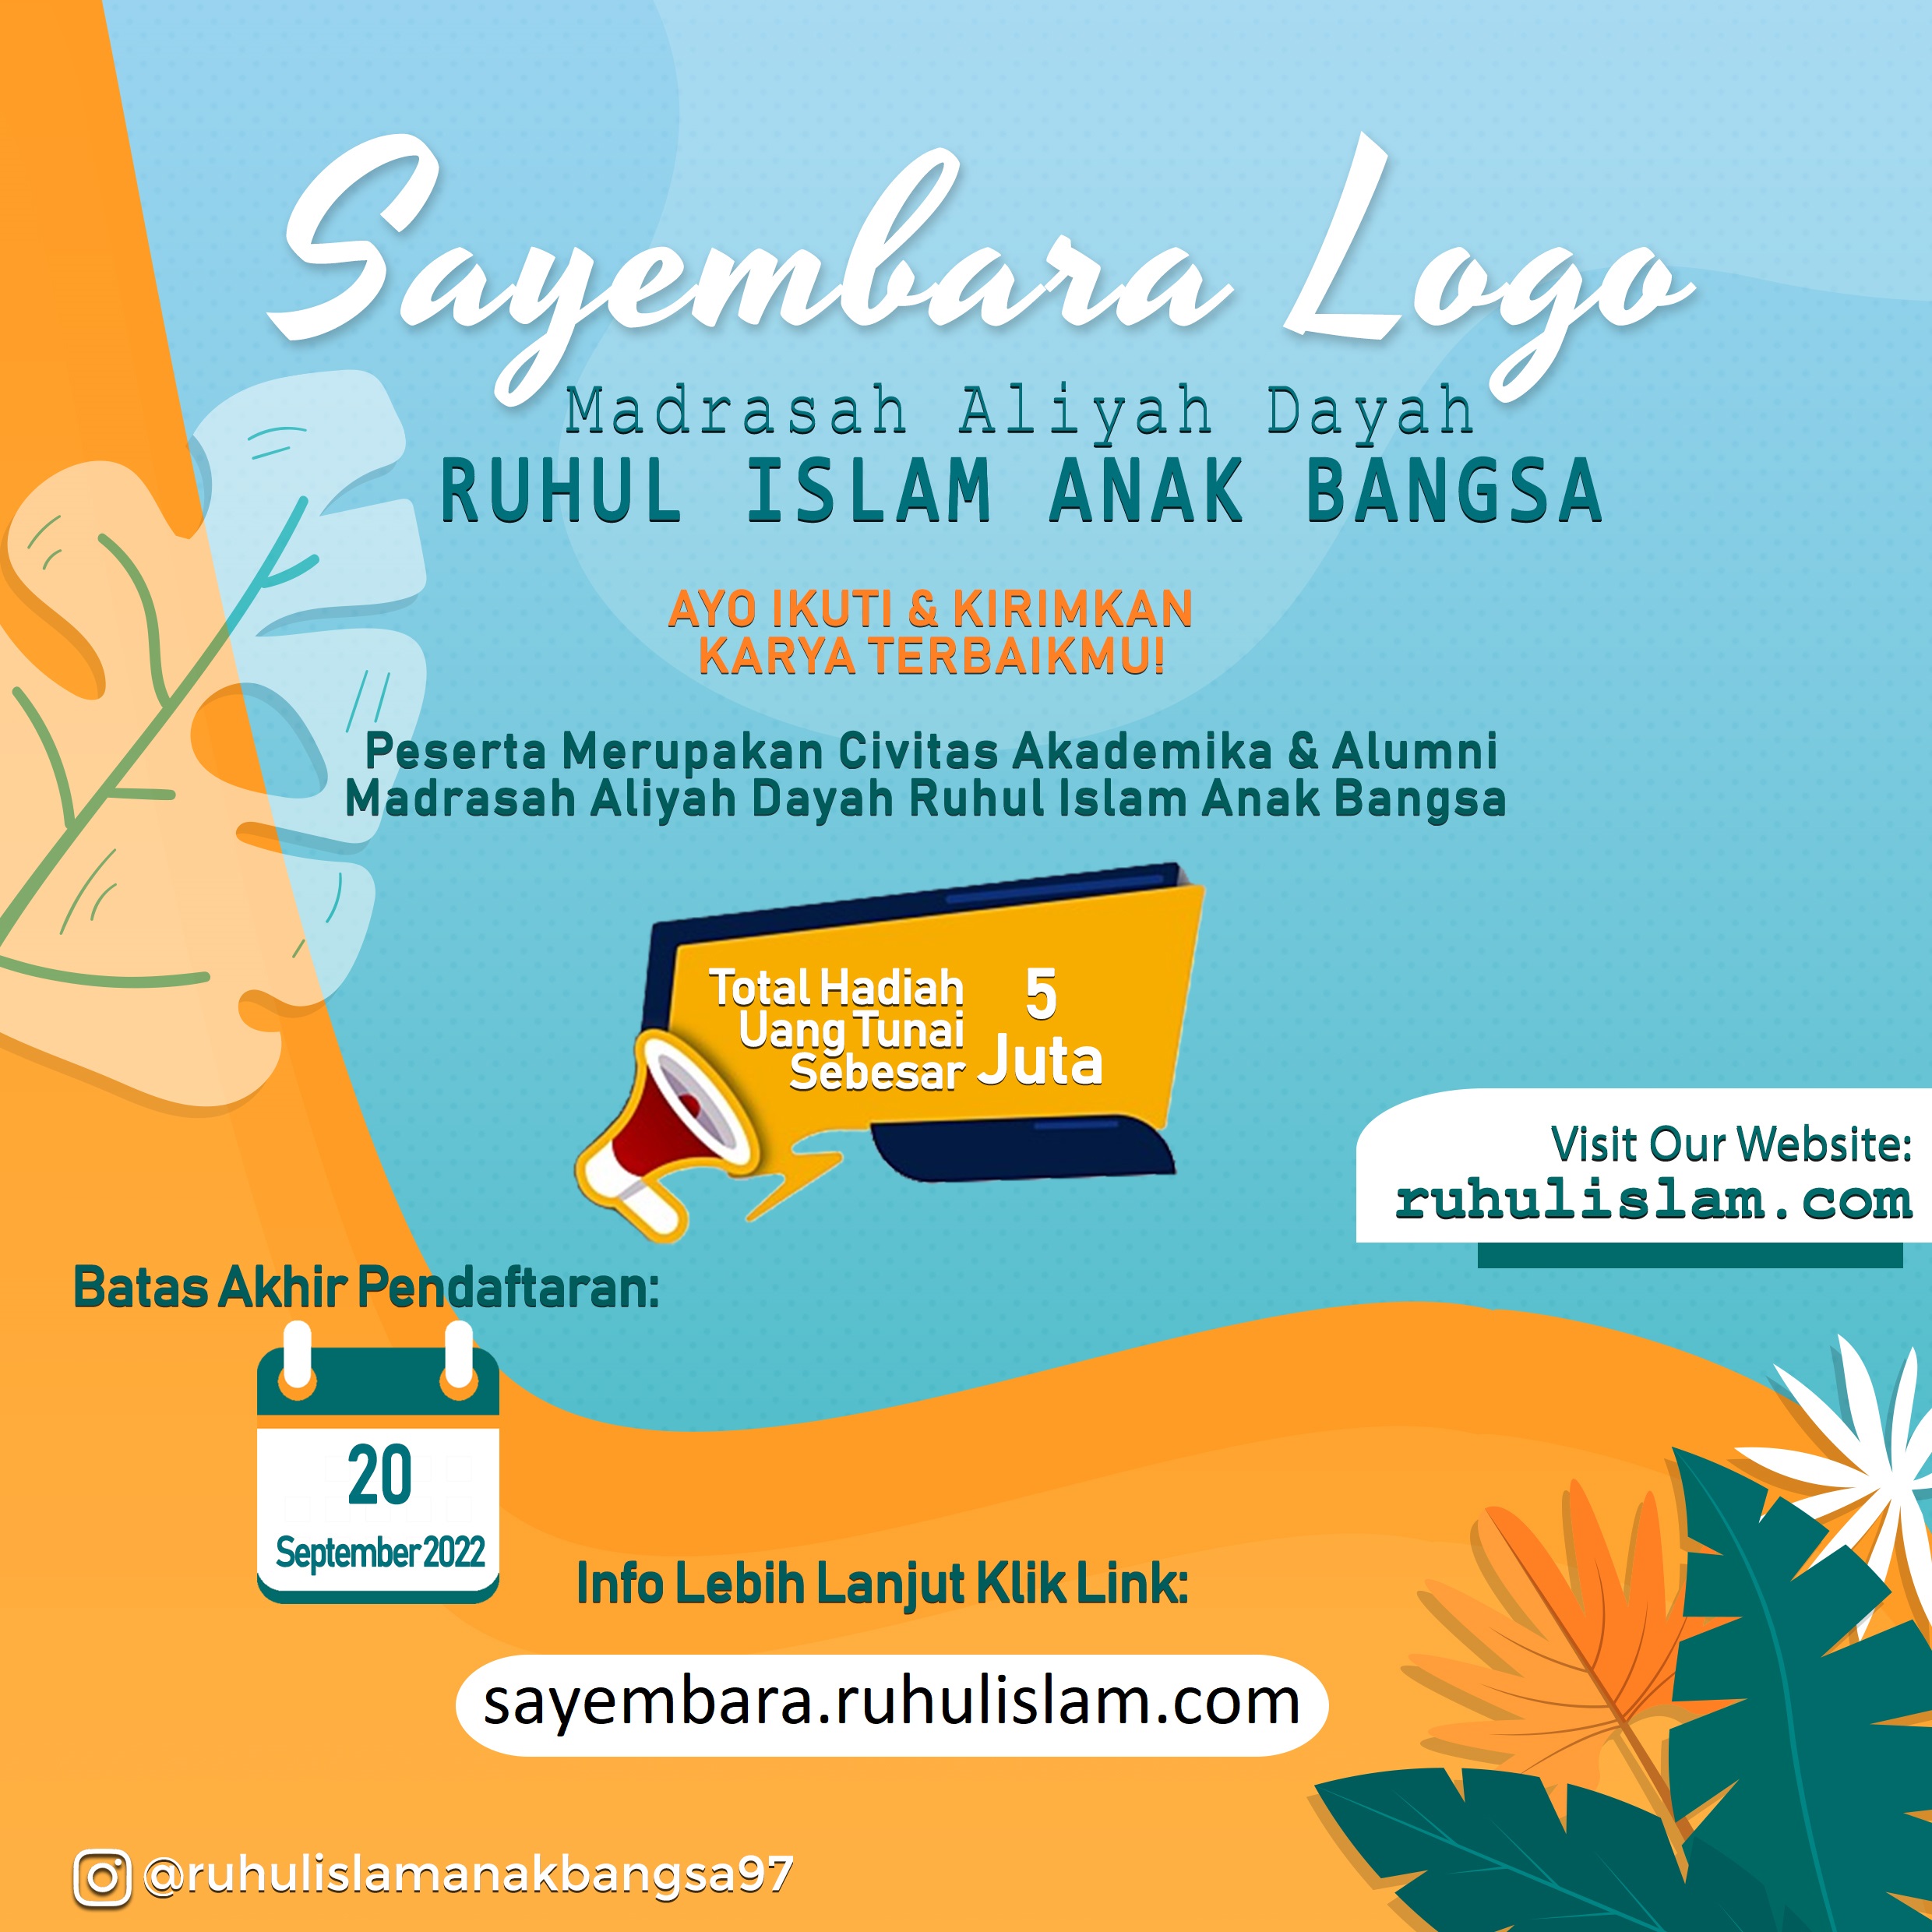 Sayembara Logo
Madrasah Aliyah Dayah
RUHUL ISLAM ANAK BANGSA
AYO IKUTI & KIRIMKAN
KARYA TERBAIKMU!
Peserta Merupakan Civitas Akademika & Alumni
Madrasah Aliyah Dayah Ruhul Islam Anak Bangsa
Total Hadiah
Uang Tunai
Sebesar
5
Juta
Visit Our Website:
ruhulislam.com
Batas Akhir Pendaftaran:
20
September 2022
Info Lebih Lanjut Klik Link:
sayembara.ruhulislam.com
@ruhulislamanakbangsa97